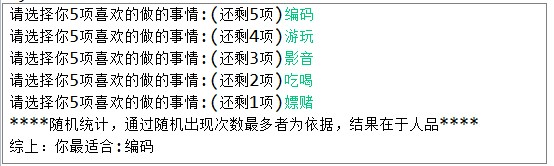 请选择你5项喜欢的做的事情:(还剩5项)编码
请选择你5项喜欢的做的事情:(还剩4项)游玩
请选择你5项喜欢的做的事情:(还剩3项)影音
请选择你5项喜欢的做的事情:(还剩2项)吃喝
请选择你5项喜欢的做的事情:(还剩1项)嫖赌
****随机统计，通过随机出现次数最多者为依据，结果在于人品****
综上：你最适合:编码